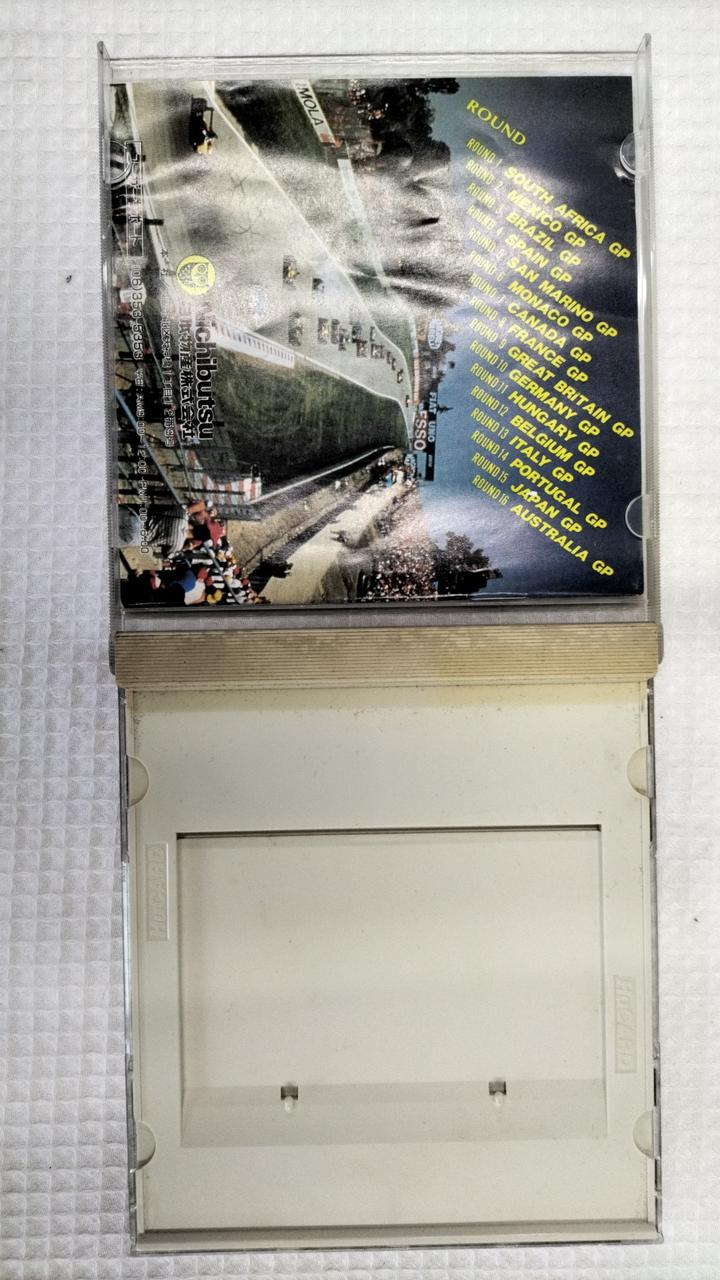 ROUND
ROUND 1 SOUTH AFRICA GP
ROUND 2 MEXICO GP
ROUND 3 BRAZIL GP
ROUND 4 SPAIN GP
ROUND 5 SAN MARINO GP
ROUND 6 MONACO GP
ROUND 7 CANADA GP
ROUND 8 FRANCE GP
ROUND 9 GREAT BRITAIN GP
ROUND 10 GERMANY GP
ROUND 11 HUNGARY GP
ROUND 12 BELGIUM GP
ROUND 13 ITALY GP
ROUND 14 PORTUGAL GP
ROUND 15 JAPAN GP
ROUND 16 AUSTRALIA GP
IMOLA
ESSO
Nichibutsu
HuCARD
HuCARD